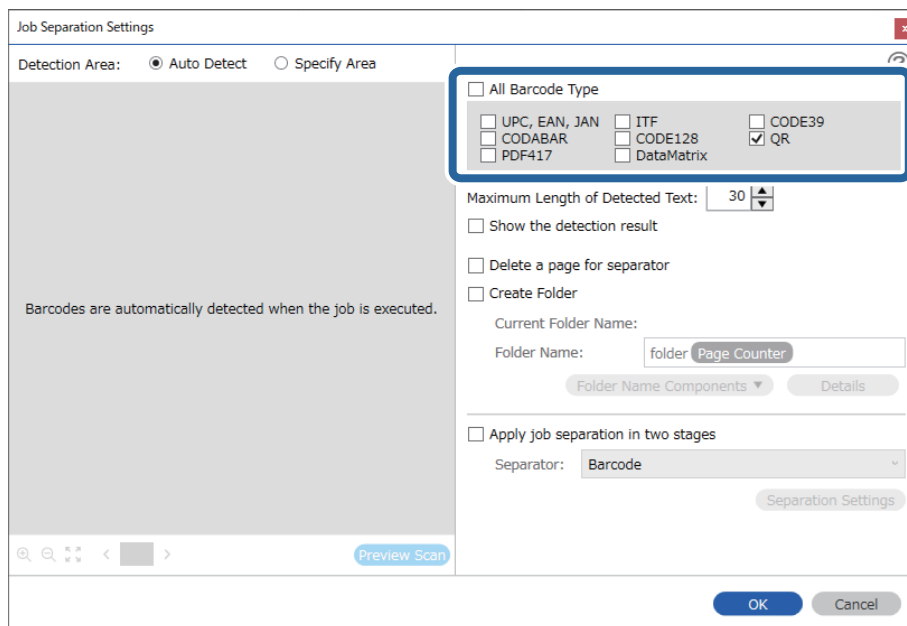 Job Separation Settings
Detection Area: Auto Detect Specify Area
All Barcode Type
UPC, EAN, JAN ITF CODE39
CODABAR CODE128 QR
PDF417 DataMatrix
Maximum Length of Detected Text: 30
Show the detection result
Delete a page for separator
Create Folder
Current Folder Name:
Folder Name: folder Page Counter
Folder Name Components Details
Apply job separation in two stages
Separator: Barcode
Separation Settings
Barcodes are automatically detected when the job is executed.
Preview Scan
OK Cancel